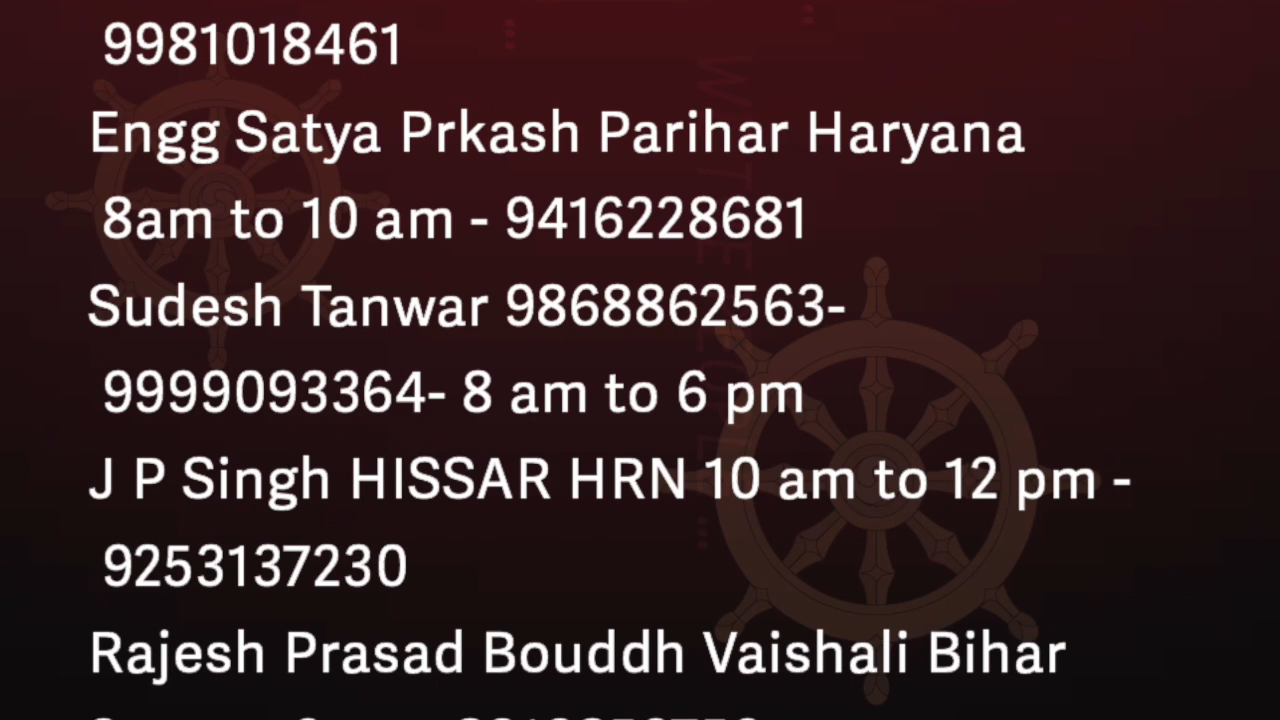 9981018461
Engg Satya Prkash Parihar Haryana
8am to 10 am - 9416228681
Sudesh Tanwar 9868862563-
9999093364- 8 am to 6 pm
J P Singh HISSAR HRN 10 am to 12 pm -
9253137230
Rajesh Prasad Bouddh Vaishali Bihar